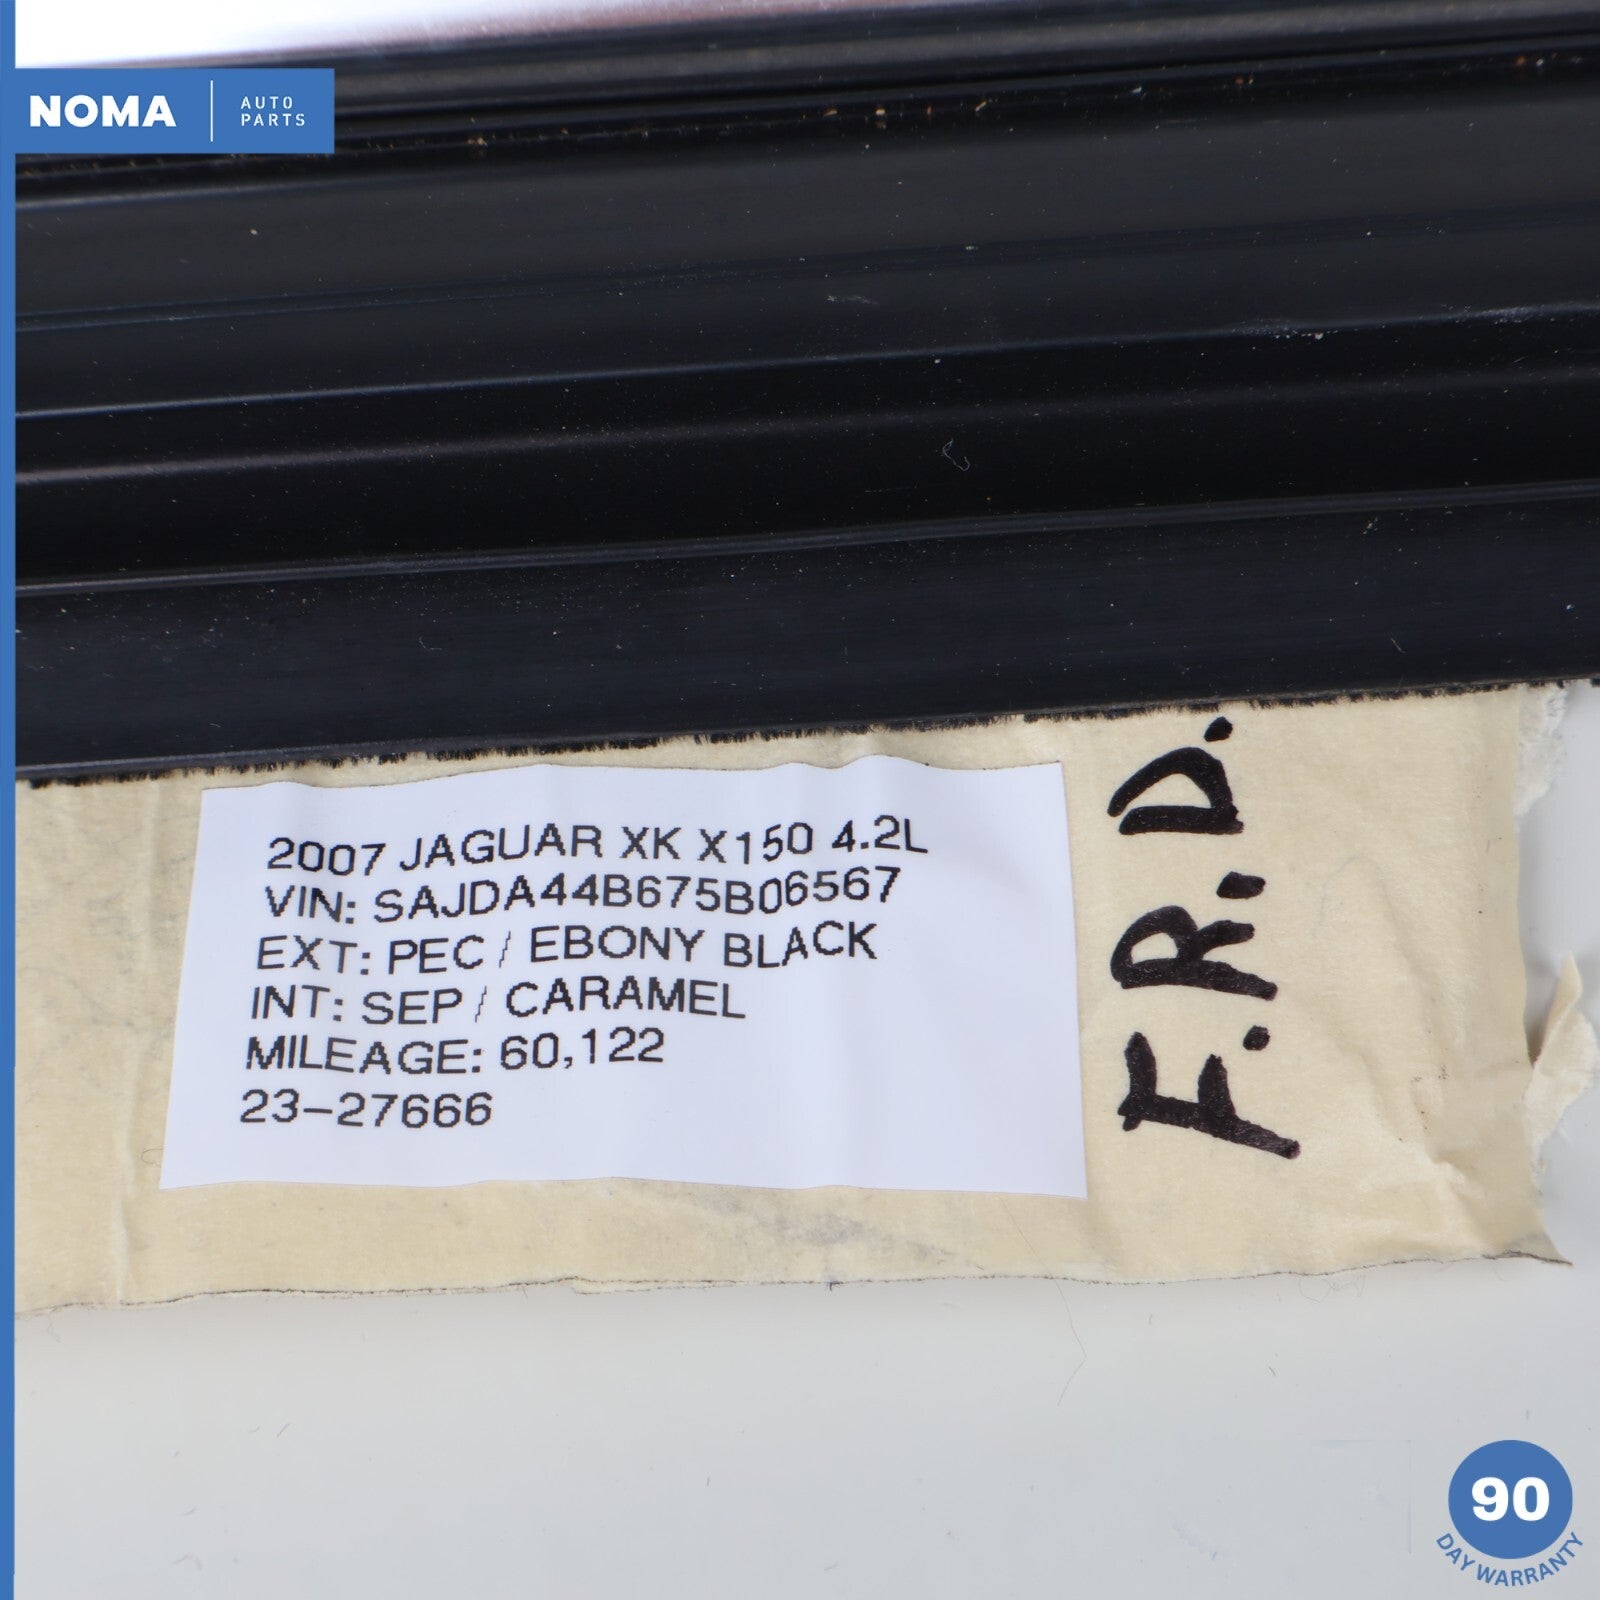 NOMA
AUTO
PARTS
2007 JAGUAR XK X150 4.2L
VIN: SAJDA44B675B06567
EXT: PEC / EBONY BLACK
INT: SEP / CARAMEL
MILEAGE: 60,122
23-27666
F.R.D.
90
DAY WARRANTY